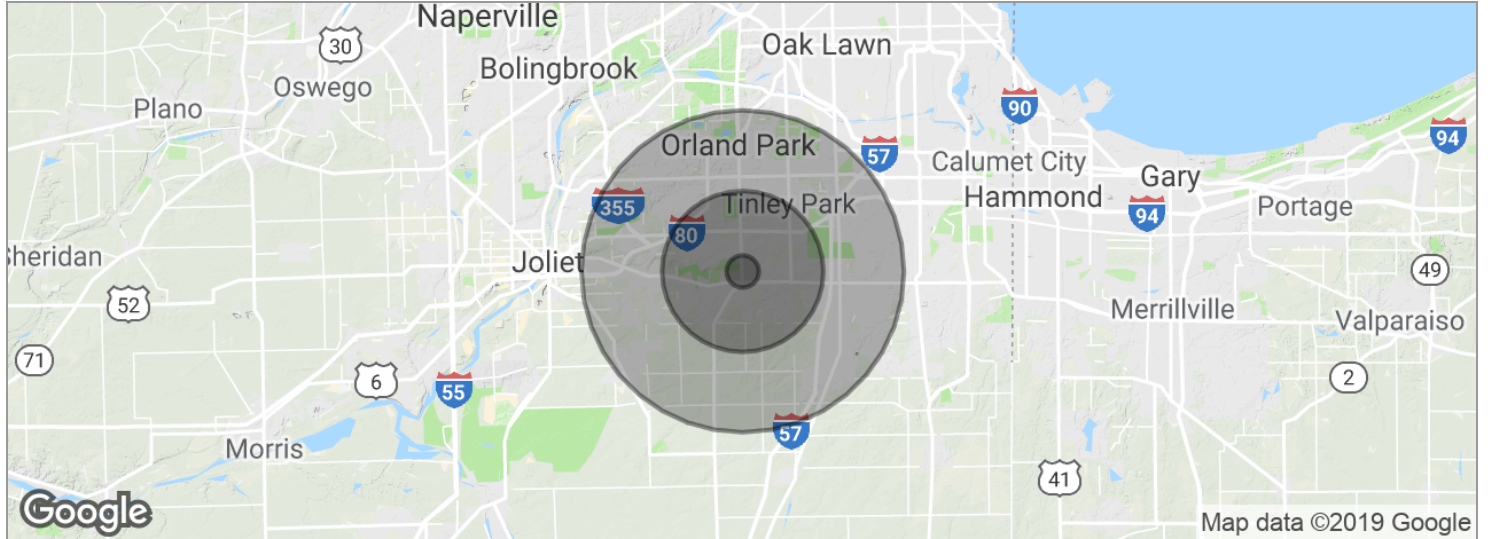 Naperville
30
Oak Lawn
Bolingbrook
Oswego
Plano
90
94
Orland Park
57
Calumet City
Gary
Hammond
355
Tinley Park
94
Portage
80
Sheridan
Joliet
49
52
Merrillville
Valparaiso
71
6
2
55
57
Morris
41
Google
Map data ©2019 Google